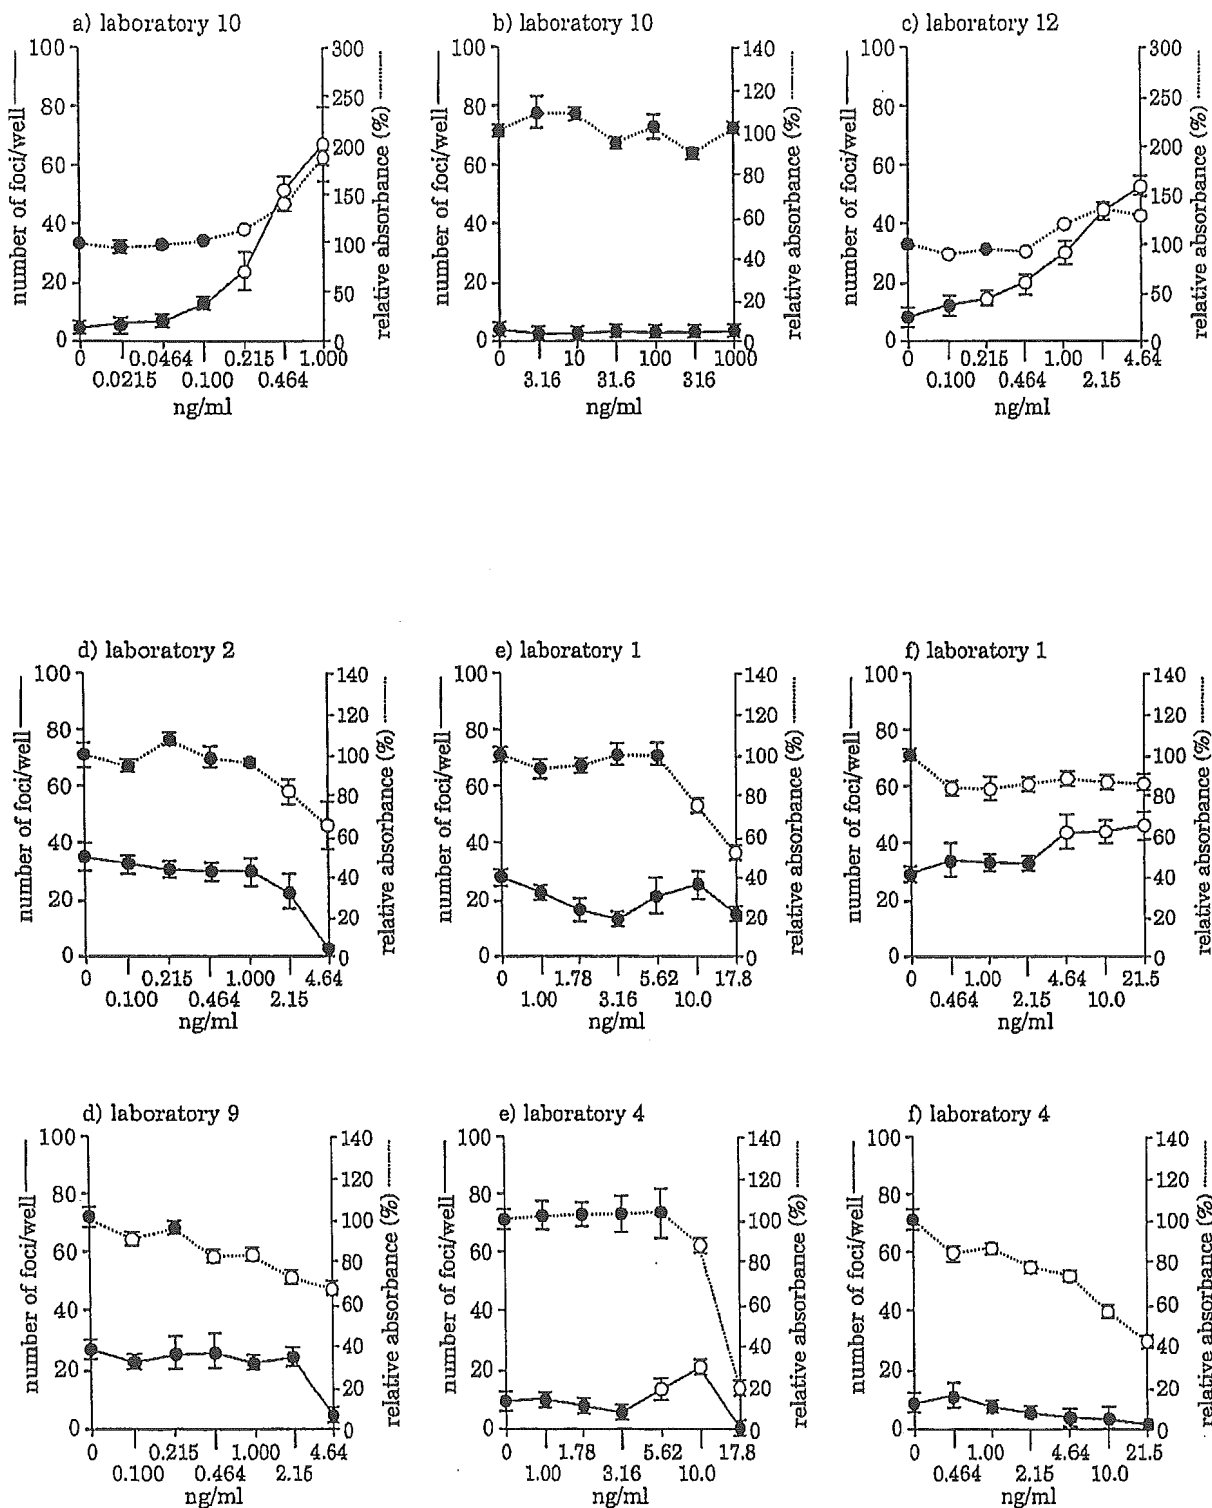 a) laboratory 10
number of foci/well
100
80
60
40
20
0
300
250
200
150
100
50
0
relative absorbance (%)
0 0.0464 0.215 1.000
0.0215 0.100 0.464
ng/ml
b) laboratory 10
number of foci/well
100
80
60
40
20
0
140
120
100
80
60
40
20
0
relative absorbance (%)
0 10 31.6 100 1000
3.16 316
ng/ml
c) laboratory 12
number of foci/well
100
80
60
40
20
0
300
250
200
150
100
50
0
relative absorbance (%)
0 0.215 1.00 4.64
0.100 0.464 2.15
ng/ml
d) laboratory 2
number of foci/well
100
80
60
40
20
0
140
120
100
80
60
40
20
0
relative absorbance (%)
0 0.215 1.000 4.64
0.100 0.464 2.15
ng/ml
e) laboratory 1
number of foci/well
100
80
60
40
20
0
140
120
100
80
60
40
20
0
relative absorbance (%)
0 1.78 5.62 17.8
1.00 3.16 10.0
ng/ml
f) laboratory 1
number of foci/well
100
80
60
40
20
0
140
120
100
80
60
40
20
0
relative absorbance (%)
0 1.00 4.64 21.5
0.464 2.15 10.0
ng/ml
d) laboratory 9
number of foci/well
100
80
60
40
20
0
140
120
100
80
60
40
20
0
relative absorbance (%)
0 0.215 1.000 4.64
0.100 0.464 2.15
ng/ml
e) laboratory 4
number of foci/well
100
80
60
40
20
0
140
120
100
80
60
40
20
0
relative absorbance (%)
0 1.78 5.62 17.8
1.00 3.16 10.0
ng/ml
f) laboratory 4
number of foci/well
100
80
60
40
20
0
140
120
100
80
60
40
20
0
relative absorbance (%)
0 1.00 4.64 21.5
0.464 2.15 10.0
ng/ml